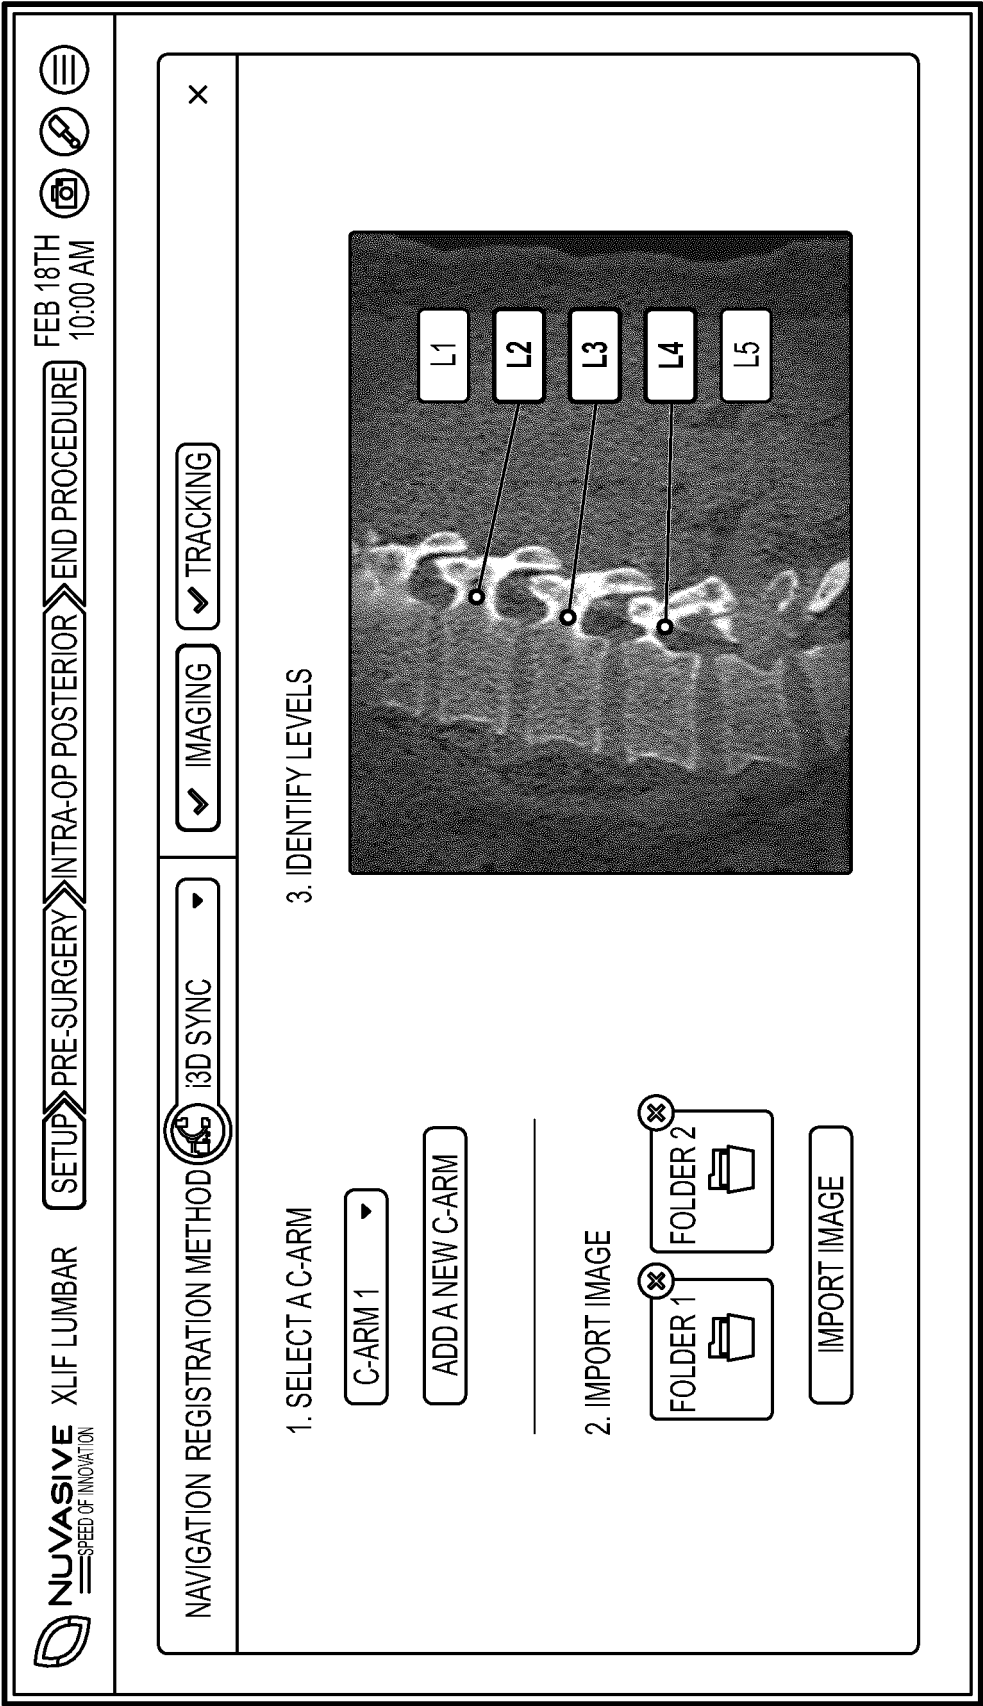 NUVASIVE
SPEED OF INNOVATION
XLIF LUMBAR
SETUP
PRE-SURGERY
INTRA-OP POSTERIOR
END PROCEDURE
FEB 18TH
10:00 AM
NAVIGATION REGISTRATION METHOD
i3D SYNC
IMAGING
TRACKING
1. SELECT A C-ARM
C-ARM 1
ADD A NEW C-ARM
2. IMPORT IMAGE
FOLDER 1
FOLDER 2
IMPORT IMAGE
3. IDENTIFY LEVELS
L1
L2
L3
L4
L5